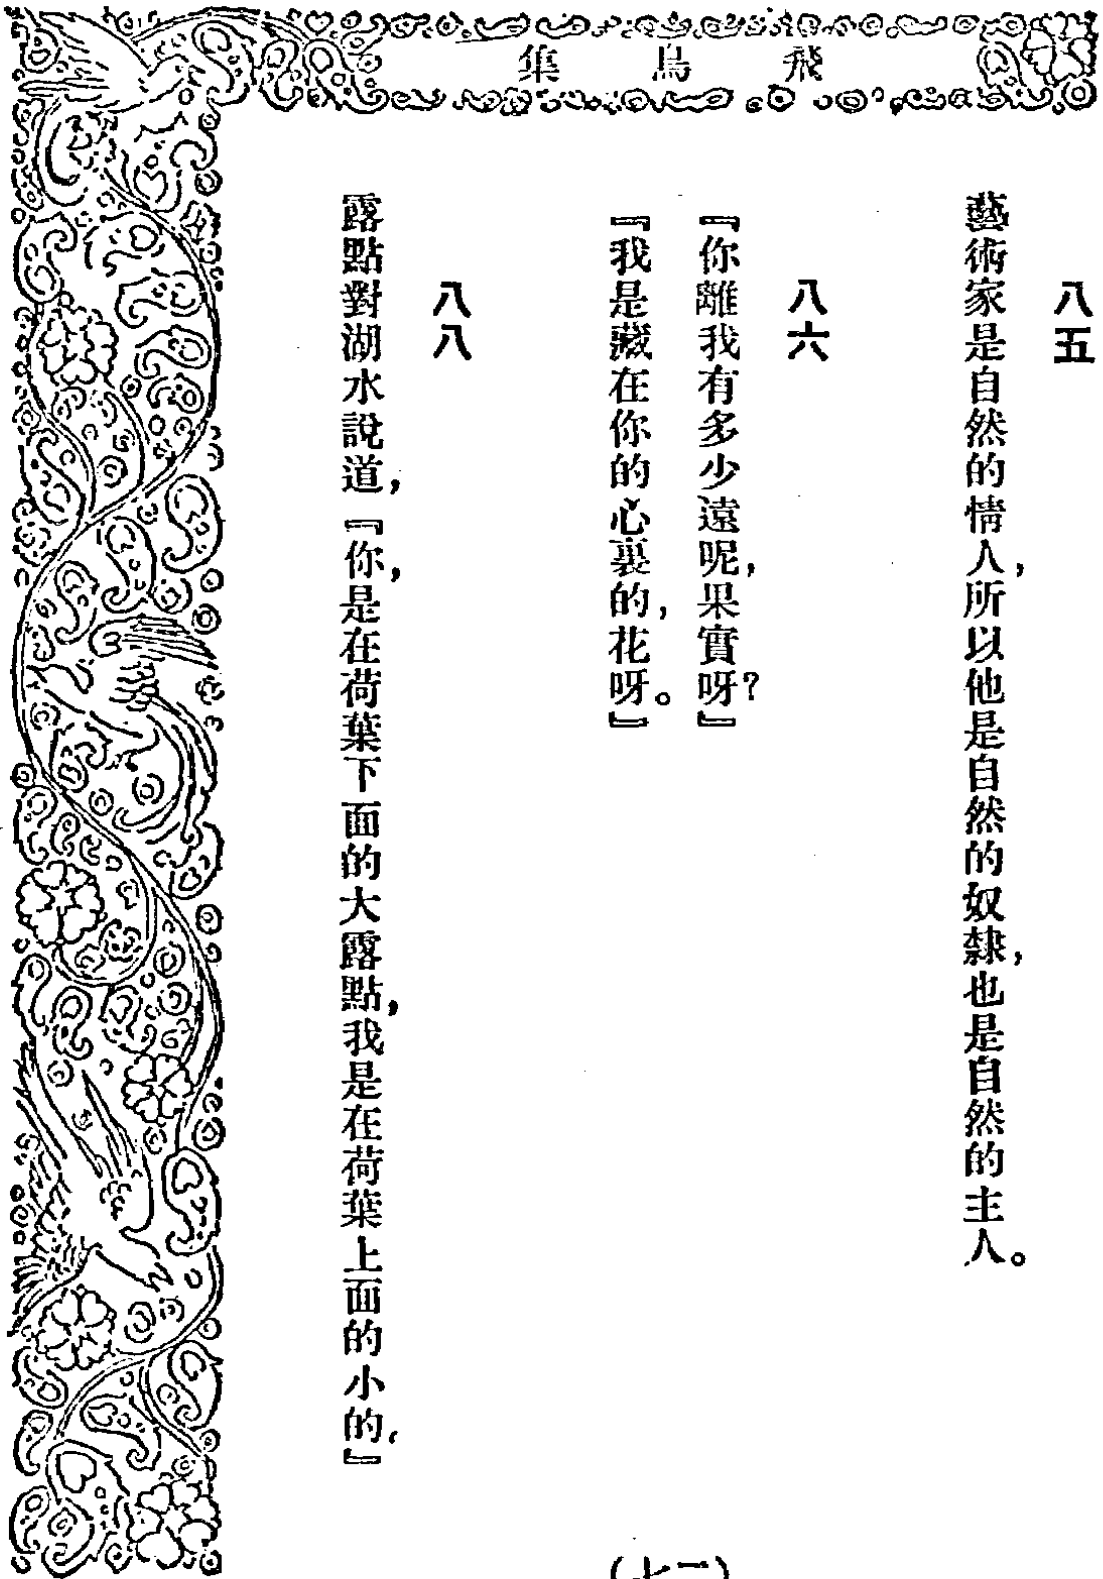 飛鳥集
八五
藝術家是自然的情人,所以他是自然的奴隸,也是自然的主人。
八六
『你離我有多少遠呢,果實呀?』
『我是藏在你的心裏的,花呀。』
八八
露點對湖水說道,『你,是在荷葉下面的大露點,我是在荷葉上面的小的。』